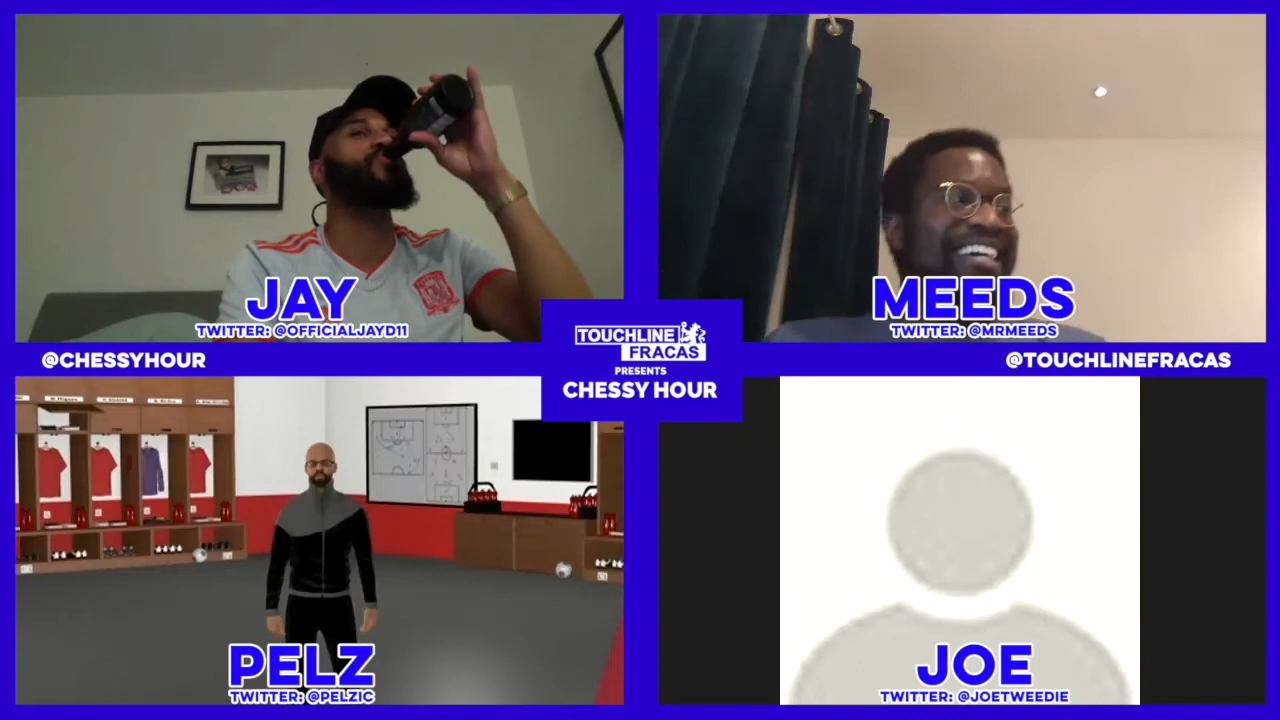 JAY
TWITTER: @OFFICIALJAYD11
MEEDS
TWITTER: @MRMEEDS
@CHESSYHOUR
TOUCHLINE
FRACAS
PRESENTS
CHESSY HOUR
@TOUCHLINEFRACAS
PELZ
TWITTER: @PELZIC
JOE
TWITTER: @JOETWEEDIE